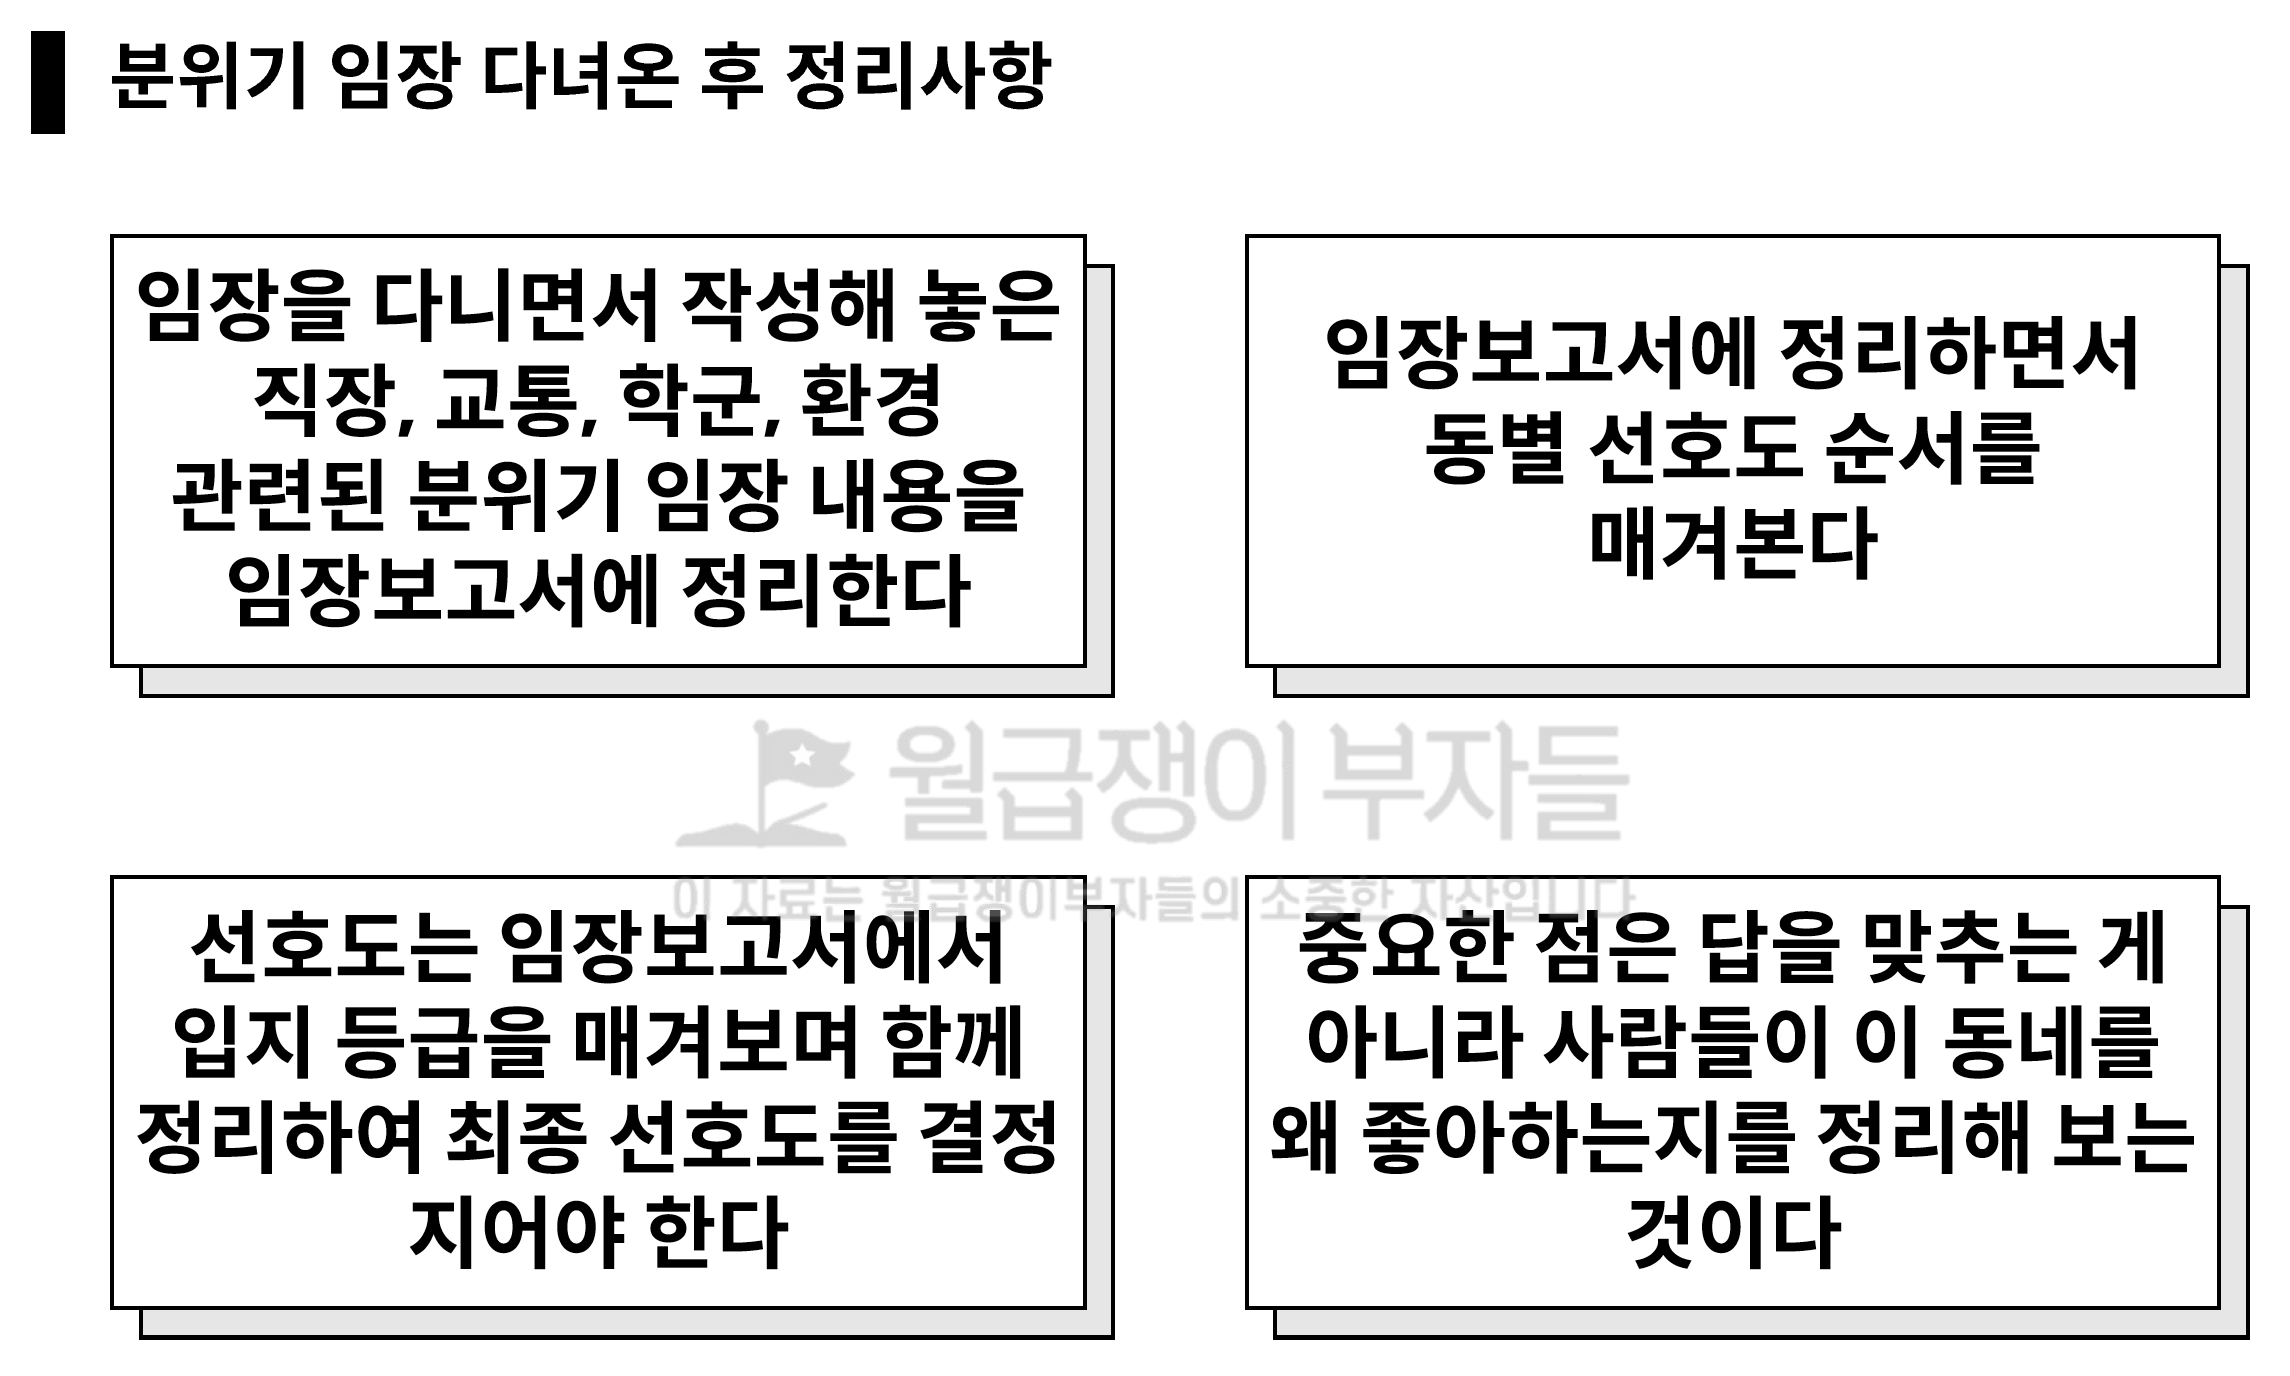 분위기 임장 다녀온 후 정리사항
임장을 다니면서 작성해 놓은
직장, 교통, 학군, 환경
관련된 분위기 임장 내용을
임장보고서에 정리한다
임장보고서에 정리하면서
동별 선호도 순서를
매겨본다
월급쟁이 부자들
이 자료는 월급쟁이부자들의 소중한 자산입니다
선호도는 임장보고서에서
입지 등급을 매겨보며 함께
정리하여 최종 선호도를 결정
지어야 한다
중요한 점은 답을 맞추는 게
아니라 사람들이 이 동네를
왜 좋아하는지를 정리해 보는
것이다